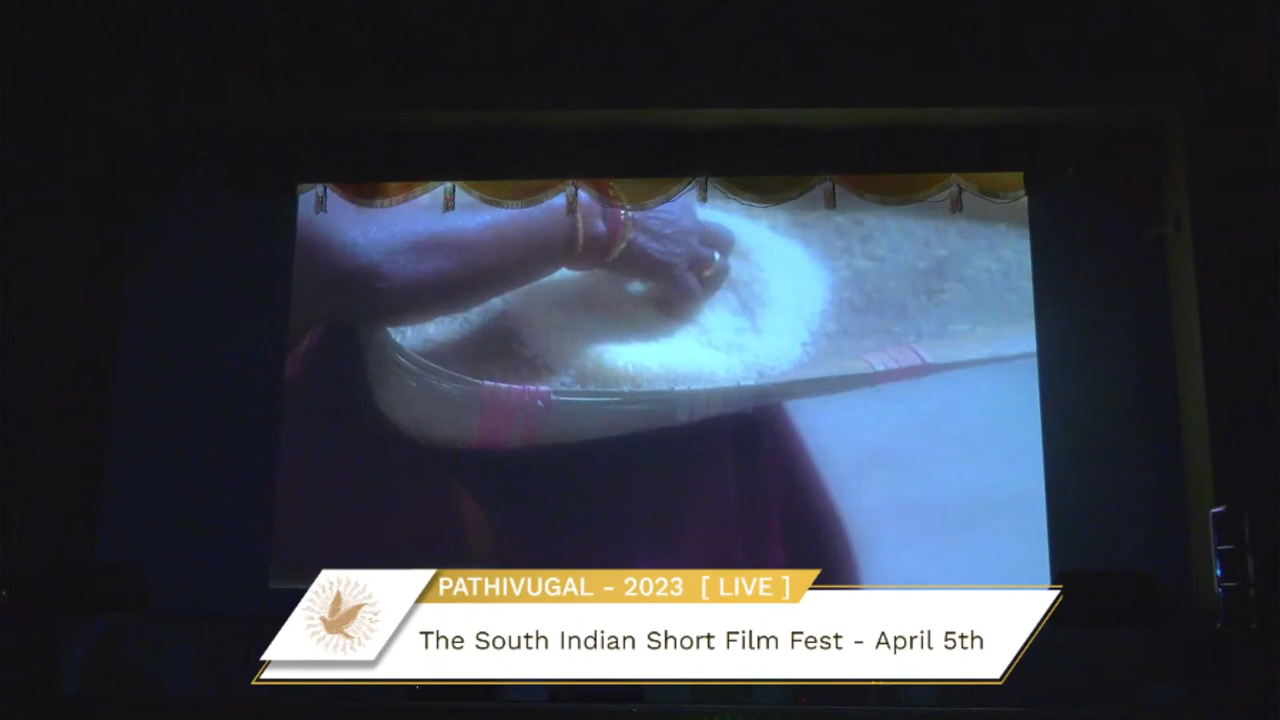 PATHIVUGAL - 2023 [ LIVE ]
The South Indian Short Film Fest - April 5th